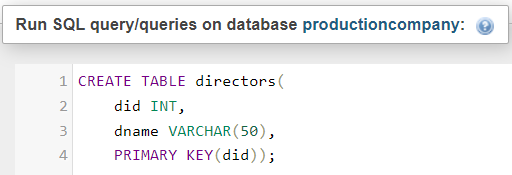 Run SQL query/queries on database productioncompany:
1 CREATE TABLE directors(
2 did INT,
3 dname VARCHAR(50),
4 PRIMARY KEY(did));